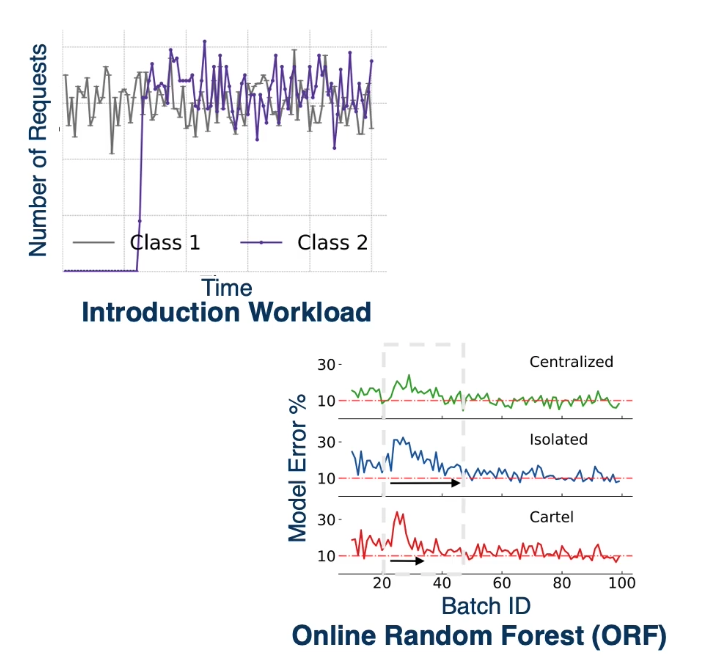 Number of Requests
Class 1
Class 2
Time
Introduction Workload
Model Error %
30
Centralized
10
30
Isolated
10
30
Cartel
10
20 40 60 80 100
Batch ID
Online Random Forest (ORF)